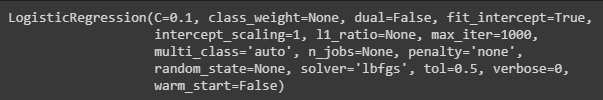 LogisticRegression(C=0.1, class_weight=None, dual=False, fit_intercept=True,
intercept_scaling=1, l1_ratio=None, max_iter=1000,
multi_class='auto', n_jobs=None, penalty='none',
random_state=None, solver='lbfgs', tol=0.5, verbose=0,
warm_start=False)